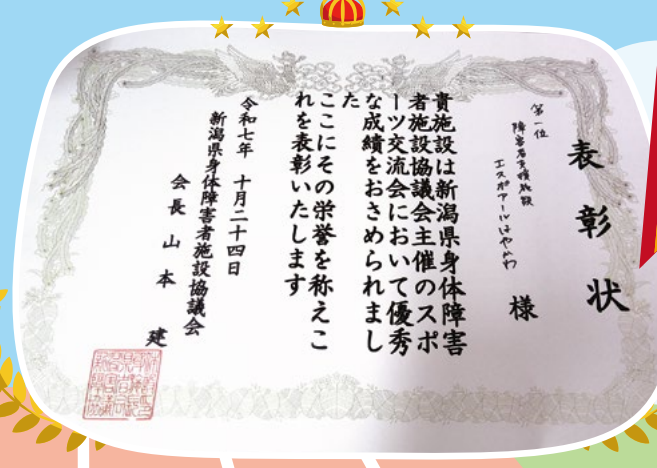 表彰状
第一位
障害者支援施設
エスポアールはやかわ
様
貴施設は新潟県身体障害
者施設協議会主催のスポ
ーツ交流会において優秀
な成績をおさめられまし
た
ここにその栄誉を称えこ
れを表彰いたします
令和七年 十月二十四日
新潟県身体障害者施設協議会
会長 山本 建